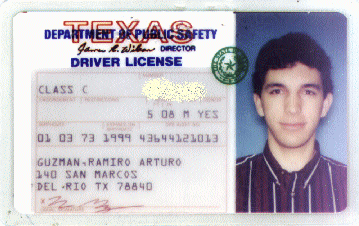 TEXAS
DEPARTMENT OF PUBLIC SAFETY
DIRECTOR
DRIVER LICENSE
CLASS C
5 08 M YES
01 03 73 1999 43644121013
GUZMAN, RAMIRO ARTURO
140 SAN MARCOS
DEL RIO TX 78840
X